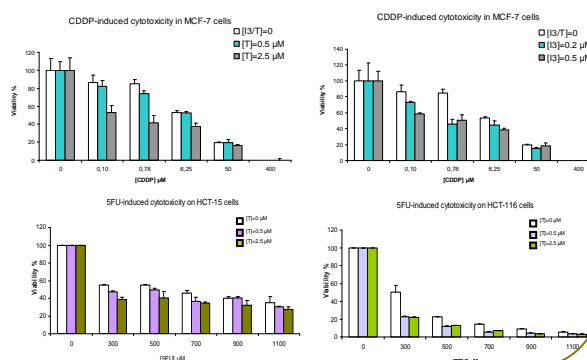 CDDP-induced cytotoxicity in MCF-7 cells
[I3/T]=0
[T]=0.5 µM
[T]=2.5 µM
Viability %
120
100
80
60
40
20
0
0 0,10 0,78 6,25 50 400
[CDDP] µM
CDDP-induced cytotoxicity in MCF-7 cells
[I3/T]=0
[I3]=0.2 µM
[I3]=0.5 µM
Viability %
140
120
100
80
60
40
20
0
0 0,10 0,78 6,25 50 400
[CDDP] µM
5FU-induced cytotoxicity on HCT-15 cells
[T]=0 µM
[T]=0.5 µM
[T]=2.5 µM
Viability %
120
100
80
60
40
20
0
0 300 500 700 900 1100
5FU-induced cytotoxicity on HCT-116 cells
[T]=0 µM
[T]=0.5 µM
[T]=2.5 µM
Viability %
120
100
80
60
40
20
0
0 300 500 700 900 1100